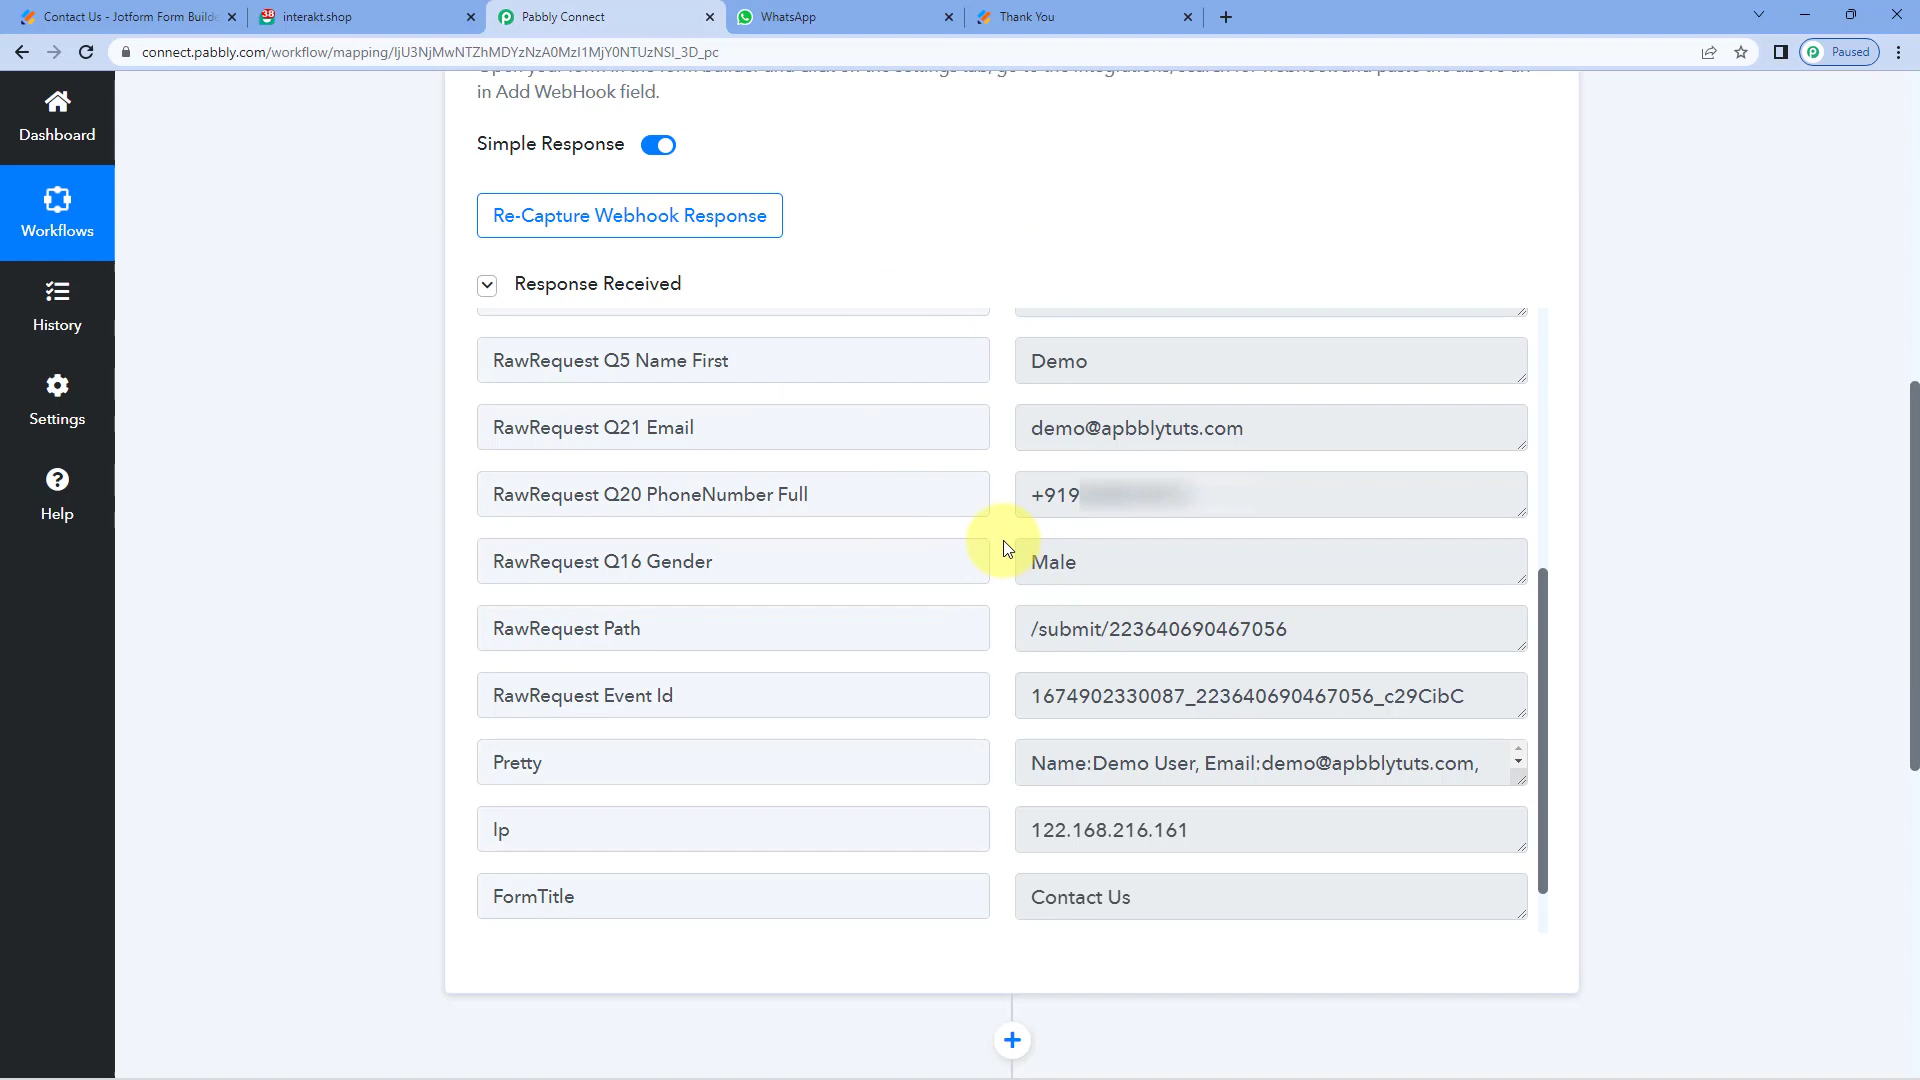 Contact Us - Jotform Form Builde
38
interakt.shop
Pabbly Connect
WhatsApp
Thank You
connect.pabbly.com/workflow/mapping/IjU3NjMwNTZhMDYzNzA0MzI1MjY0NTUzNSI_3D_pc
Paused
Dashboard
Workflows
History
Settings
Help
in Add WebHook field.
Simple Response
Re-Capture Webhook Response
Response Received
RawRequest Q5 Name First
Demo
RawRequest Q21 Email
demo@apbblytuts.com
RawRequest Q20 PhoneNumber Full
+919
RawRequest Q16 Gender
Male
RawRequest Path
/submit/223640690467056
RawRequest Event Id
1674902330087_223640690467056_c29CibC
Pretty
Name:Demo User, Email:demo@apbblytuts.com,
Ip
122.168.216.161
FormTitle
Contact Us